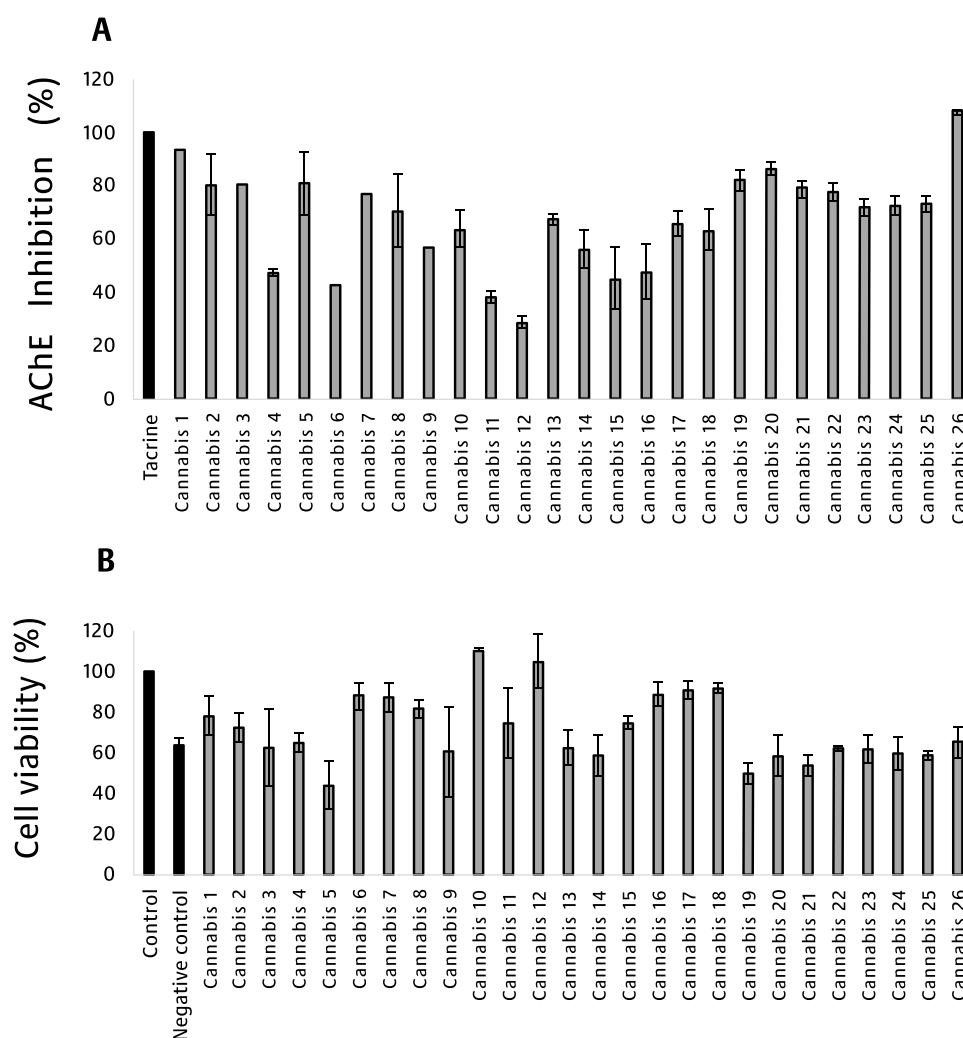 A
AChE Inhibition (%)
120
100
80
60
40
20
0
Tacrine
Cannabis 1
Cannabis 2
Cannabis 3
Cannabis 4
Cannabis 5
Cannabis 6
Cannabis 7
Cannabis 8
Cannabis 9
Cannabis 10
Cannabis 11
Cannabis 12
Cannabis 13
Cannabis 14
Cannabis 15
Cannabis 16
Cannabis 17
Cannabis 18
Cannabis 19
Cannabis 20
Cannabis 21
Cannabis 22
Cannabis 23
Cannabis 24
Cannabis 25
Cannabis 26
B
Cell viability (%)
120
100
80
60
40
20
0
Control
Negative control
Cannabis 1
Cannabis 2
Cannabis 3
Cannabis 4
Cannabis 5
Cannabis 6
Cannabis 7
Cannabis 8
Cannabis 9
Cannabis 10
Cannabis 11
Cannabis 12
Cannabis 13
Cannabis 14
Cannabis 15
Cannabis 16
Cannabis 17
Cannabis 18
Cannabis 19
Cannabis 20
Cannabis 21
Cannabis 22
Cannabis 23
Cannabis 24
Cannabis 25
Cannabis 26